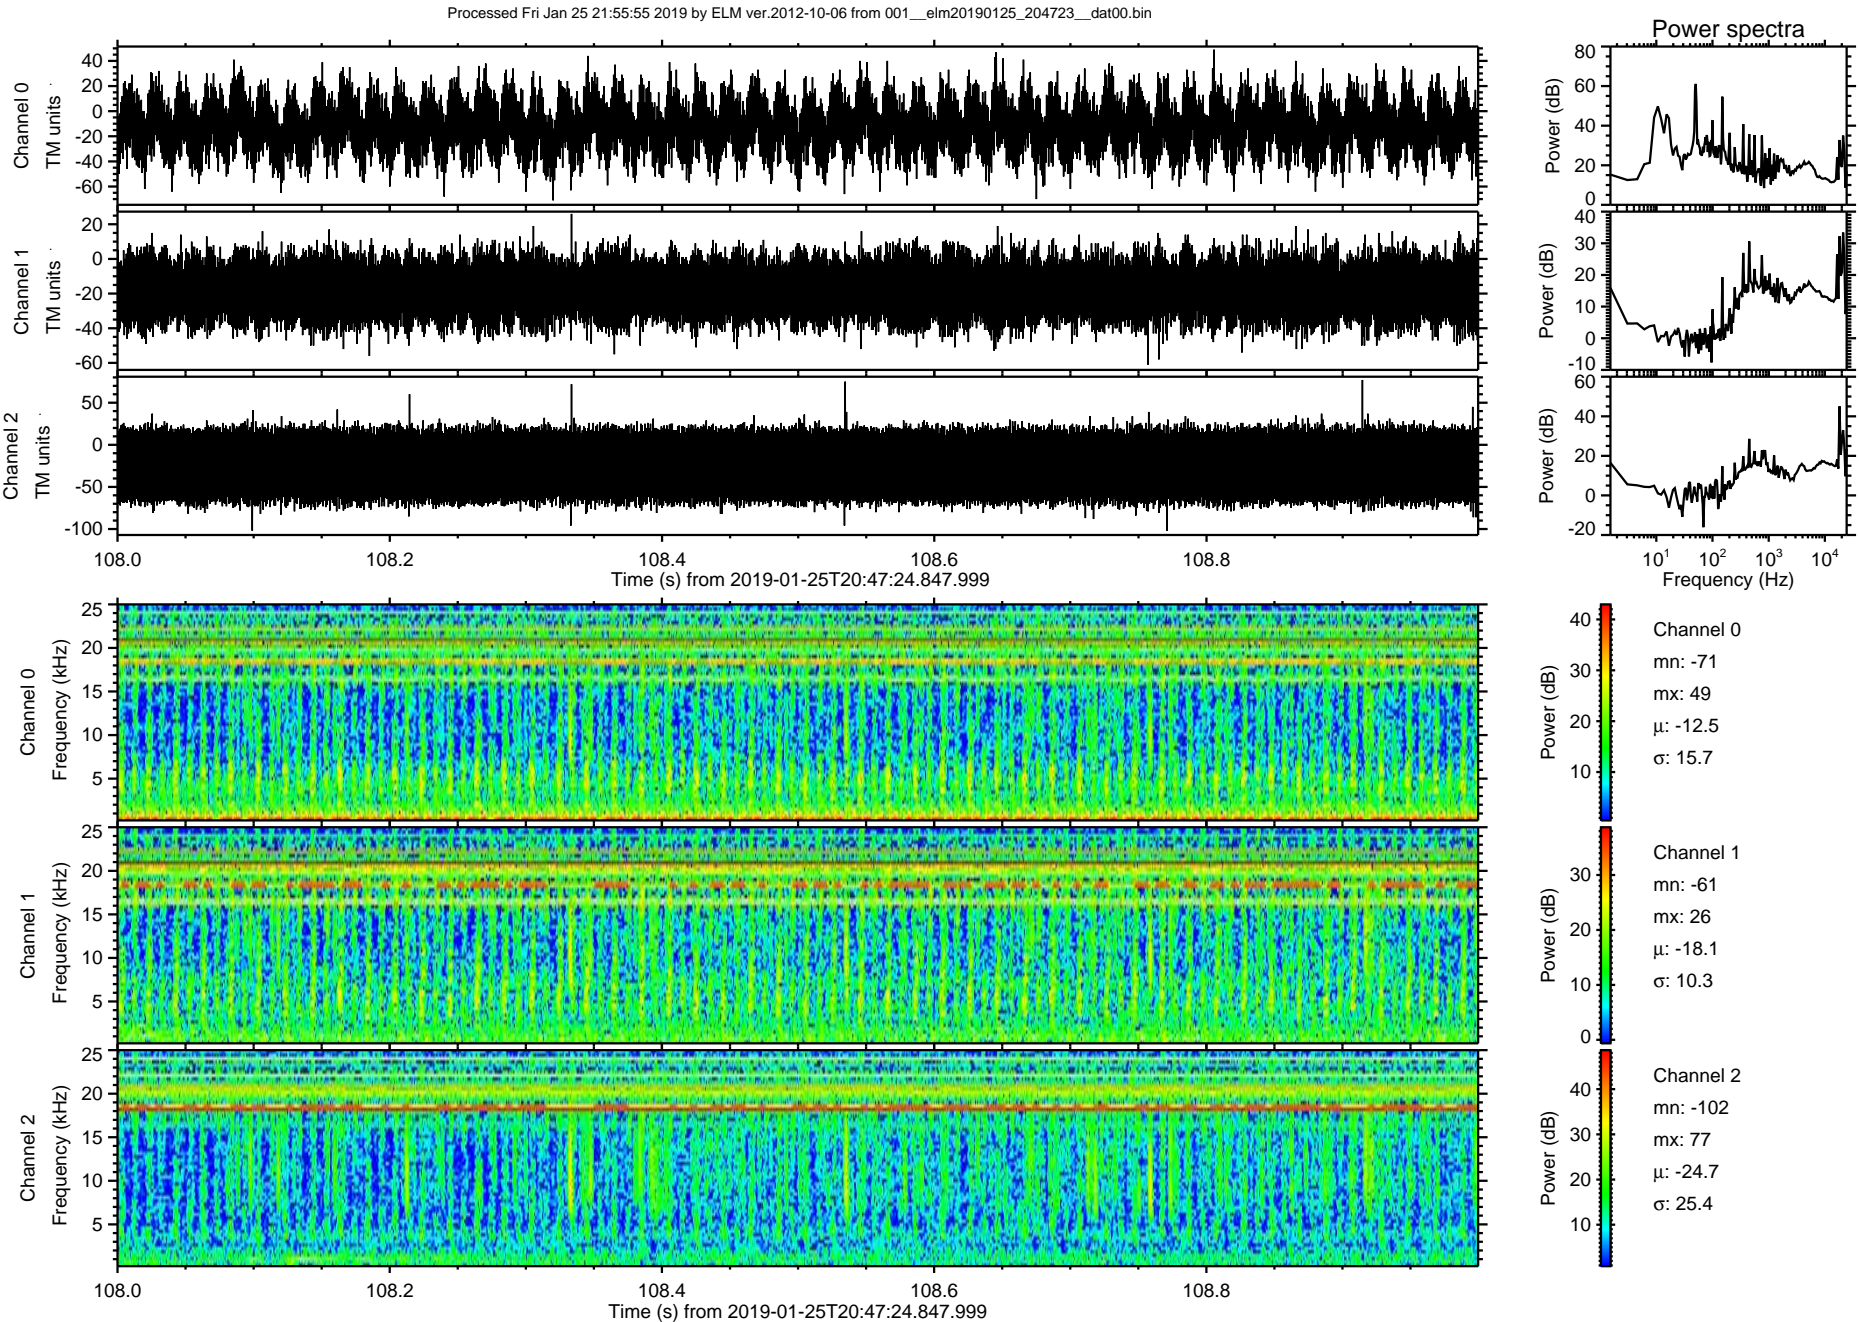 Processed Fri Jan 25 21:55:55 2019 by ELM ver.2012-10-06 from 001__elm20190125_204723__dat00.bin
Power spectra
Channel 0
TM units
40
20
0
-20
-40
-60
Power (dB)
80
60
40
20
0
Channel 1
TM units
20
0
-20
-40
-60
Power (dB)
40
30
20
10
0
-10
Channel 2
TM units
50
0
-50
-100
Power (dB)
60
40
20
0
-20
108.0 108.2 108.4 108.6 108.8
Time (s) from 2019-01-25T20:47:24.847.999
10¹ 10² 10³ 10⁴
Frequency (Hz)
Channel 0
Frequency (kHz)
25
20
15
10
5
Power (dB)
40
30
20
10
Channel 0
mn: -71
mx: 49
μ: -12.5
σ: 15.7
Channel 1
Frequency (kHz)
25
20
15
10
5
Power (dB)
30
20
10
0
Channel 1
mn: -61
mx: 26
μ: -18.1
σ: 10.3
Channel 2
Frequency (kHz)
25
20
15
10
5
Power (dB)
40
30
20
10
Channel 2
mn: -102
mx: 77
μ: -24.7
σ: 25.4
108.0 108.2 108.4 108.6 108.8
Time (s) from 2019-01-25T20:47:24.847.999